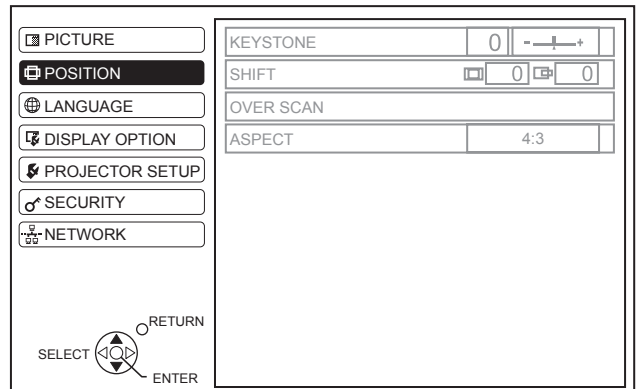 PICTURE
POSITION
LANGUAGE
DISPLAY OPTION
PROJECTOR SETUP
SECURITY
NETWORK
RETURN
SELECT
ENTER
KEYSTONE 0 - +
SHIFT 0 0
OVER SCAN
ASPECT 4:3